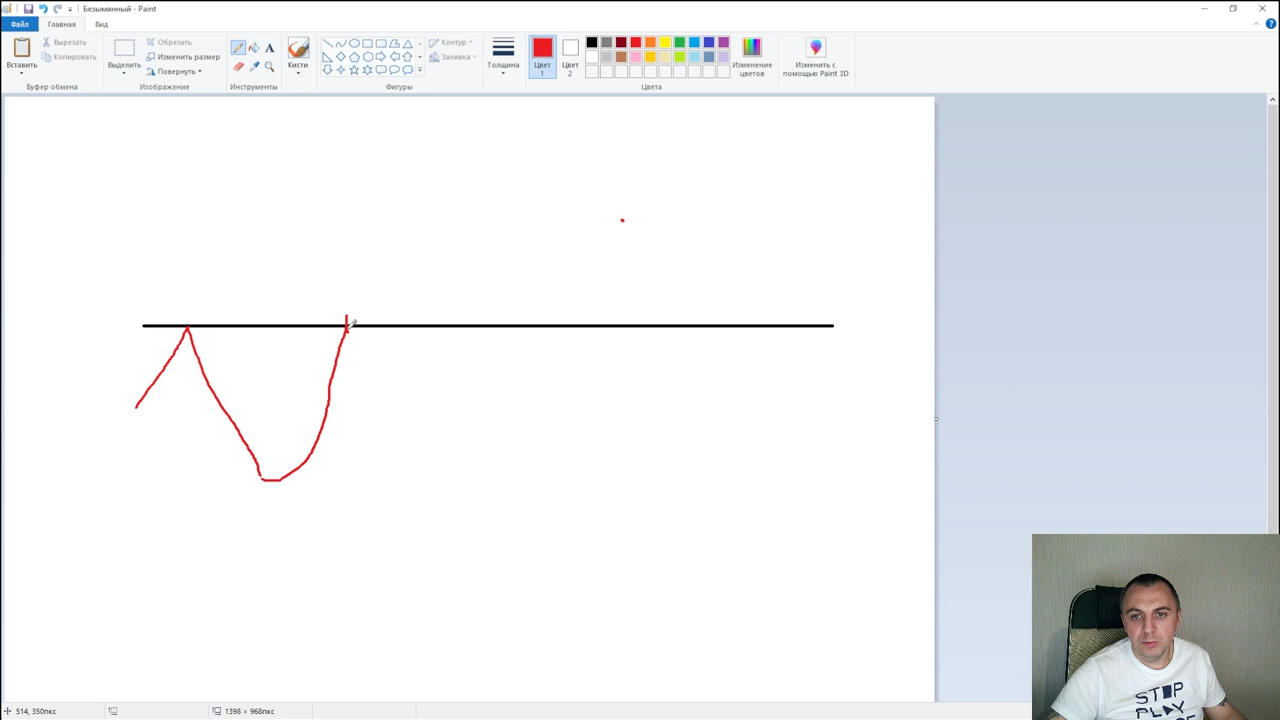 Безымянный - Paint
Файл Главная Вид
Вставить
Вырезать
Копировать
Буфер обмена
Выделить
Обрезать
Изменить размер
Повернуть
Изображение
A
Инструменты
Кисти
Контур
Заливка
Фигуры
Толщина
Цвет 1
Цвет 2
Цвета
Изменение цветов
Изменить с помощью Paint 3D
514, 350пкс
1398 × 968пкс
STOP
PLAY